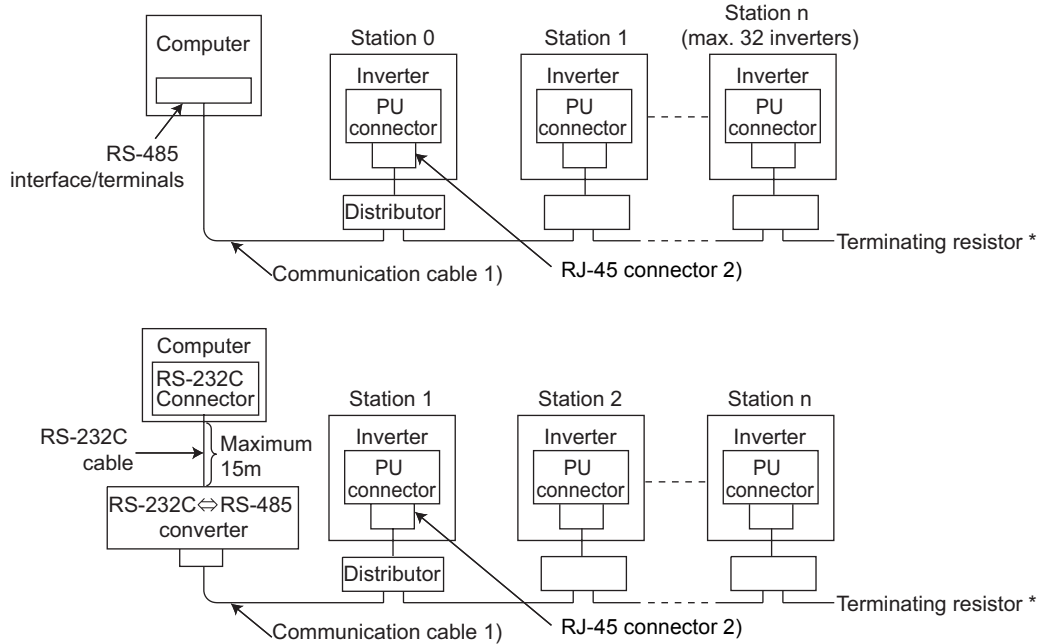 Computer
RS-485
interface/terminals
Station 0
Inverter
PU
connector
Distributor
Station 1
Inverter
PU
connector
Station n
(max. 32 inverters)
Inverter
PU
connector
Terminating resistor *
Communication cable 1)
RJ-45 connector 2)
Computer
RS-232C
Connector
RS-232C
cable
Maximum
15m
RS-232C⇔RS-485
converter
Station 1
Inverter
PU
connector
Distributor
Station 2
Inverter
PU
connector
Station n
Inverter
PU
connector
Terminating resistor *
Communication cable 1)
RJ-45 connector 2)